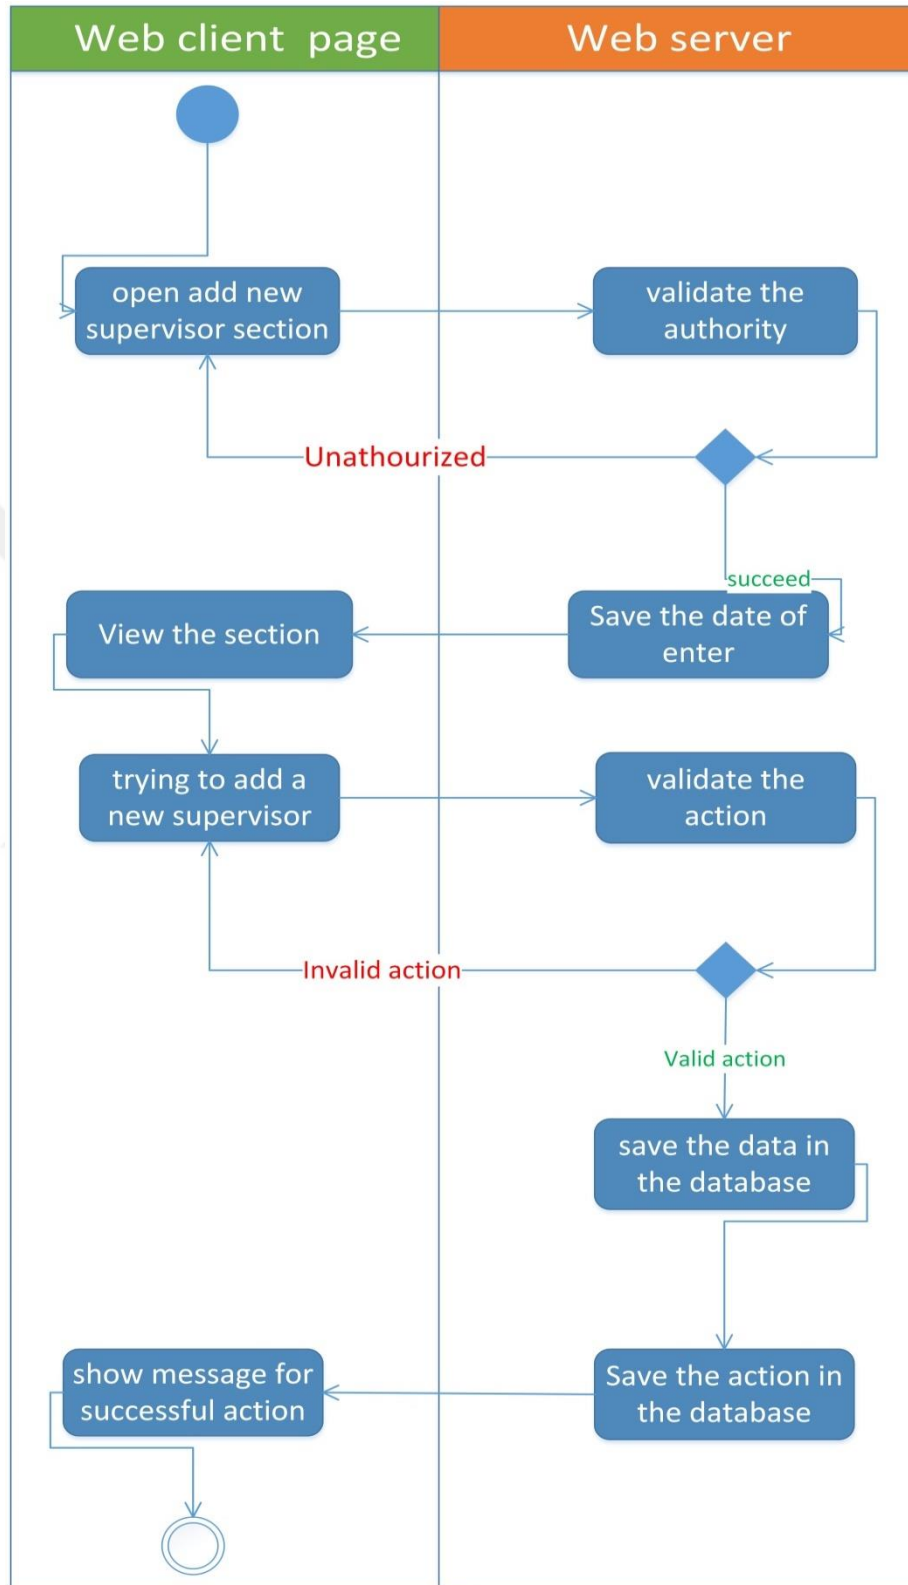 Web client page
Web server
open add new
supervisor section
validate the
authority
Unathourized
succeed
View the section
Save the date of
enter
trying to add a
new supervisor
validate the
action
Invalid action
Valid action
save the data in
the database
show message for
successful action
Save the action in
the database